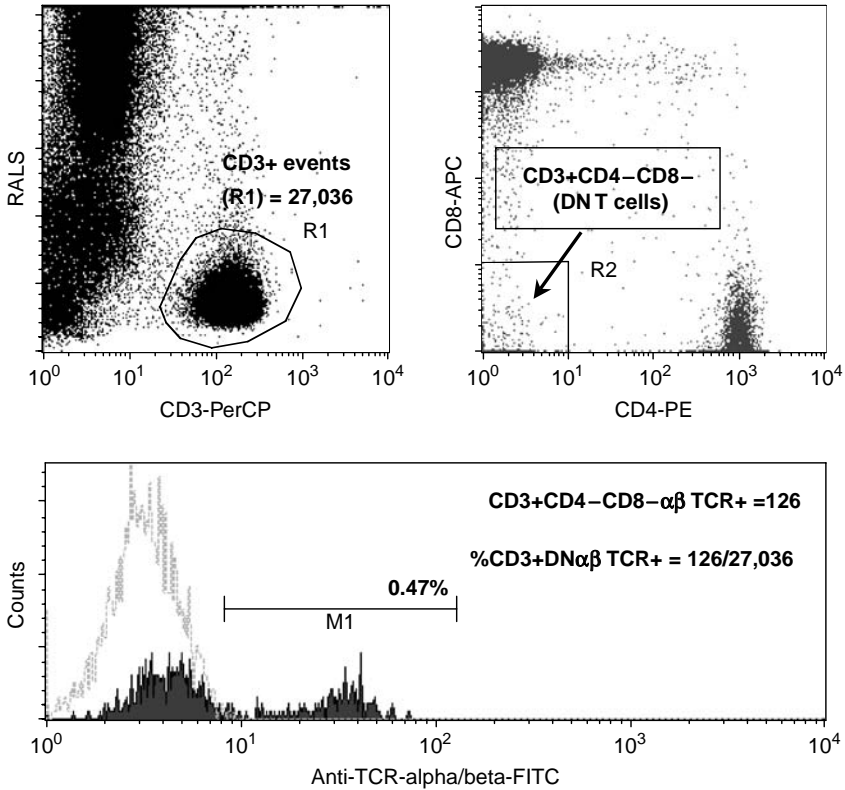 RALS
CD3+ events
(R1) = 27,036
R1
10⁰ 10¹ 10² 10³ 10⁴
CD3-PerCP
CD8-APC
CD3+CD4−CD8-
(DN T cells)
R2
10⁰ 10¹ 10² 10³ 10⁴
CD4-PE
Counts
CD3+CD4−CD8-αβ TCR+ =126
%CD3+DNαβ TCR+ = 126/27,036
0.47%
M1
10⁰ 10¹ 10² 10³ 10⁴
Anti-TCR-alpha/beta-FITC